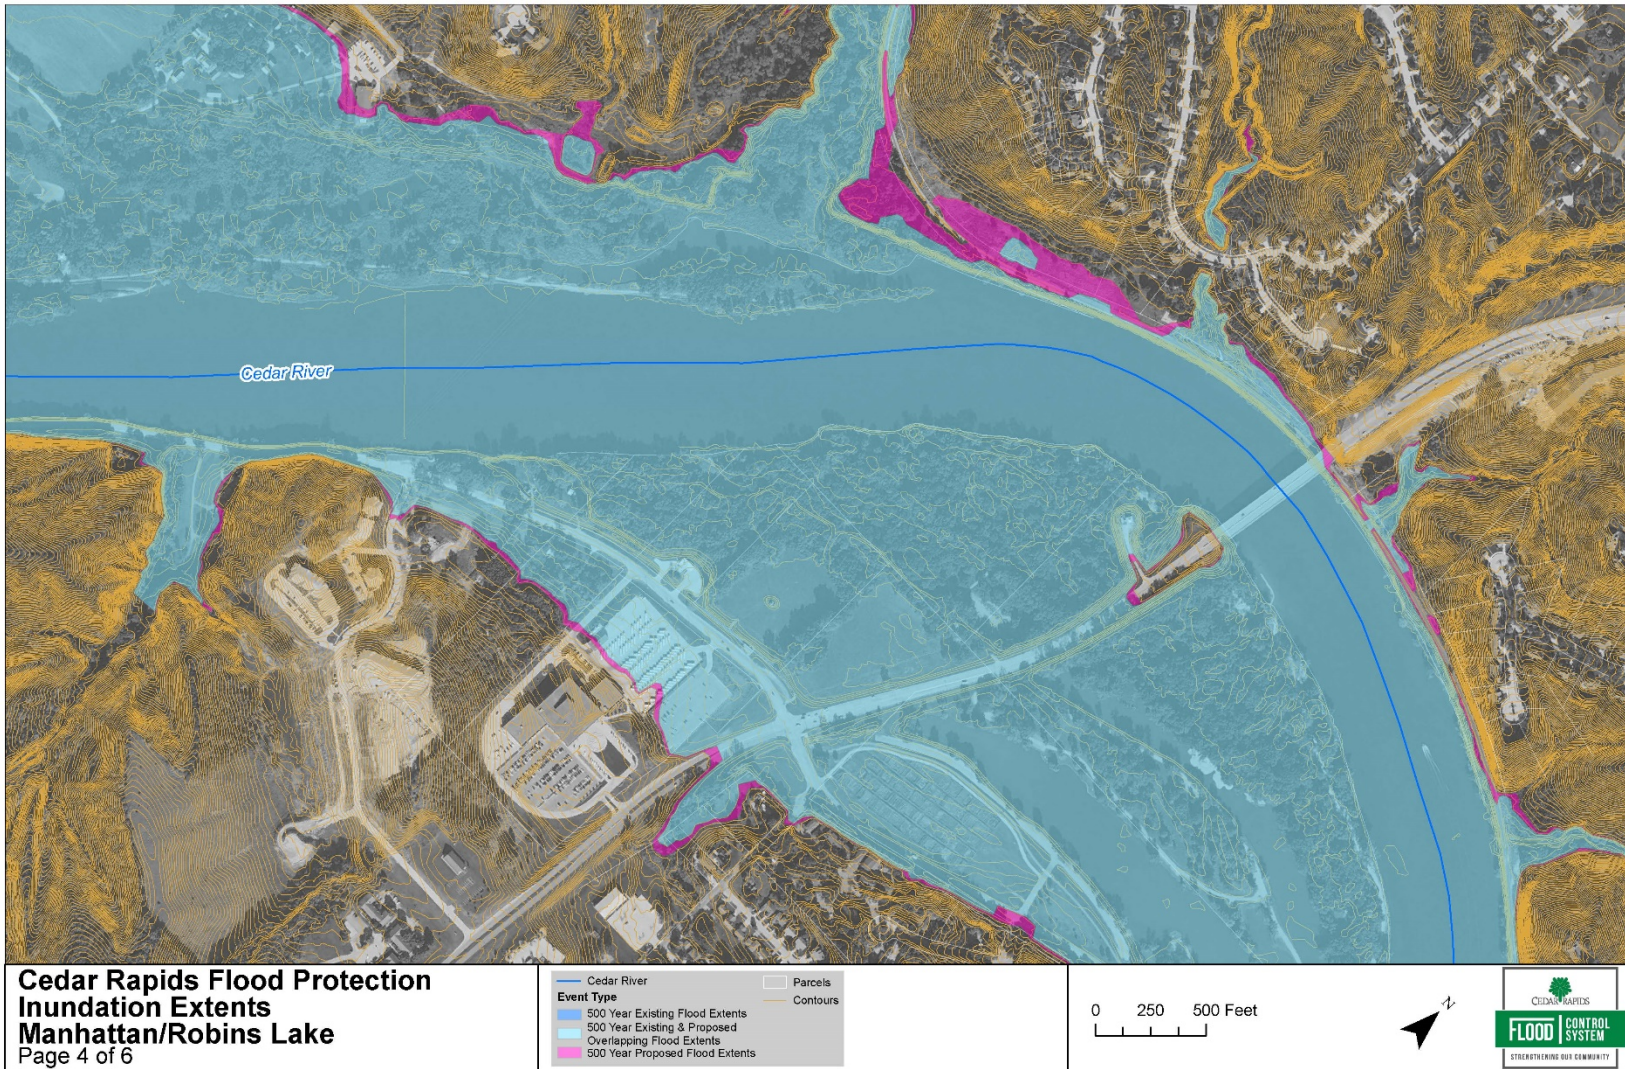 Cedar River
Cedar Rapids Flood Protection
Inundation Extents
Manhattan/Robins Lake
Page 4 of 6
Cedar River
Event Type
500 Year Existing Flood Extents
500 Year Existing & Proposed
Overlapping Flood Extents
500 Year Proposed Flood Extents
Parcels
Contours
0 250 500 Feet
N
CEDAR RAPIDS
FLOOD CONTROL
SYSTEM
STRENGTHENING OUR COMMUNITY